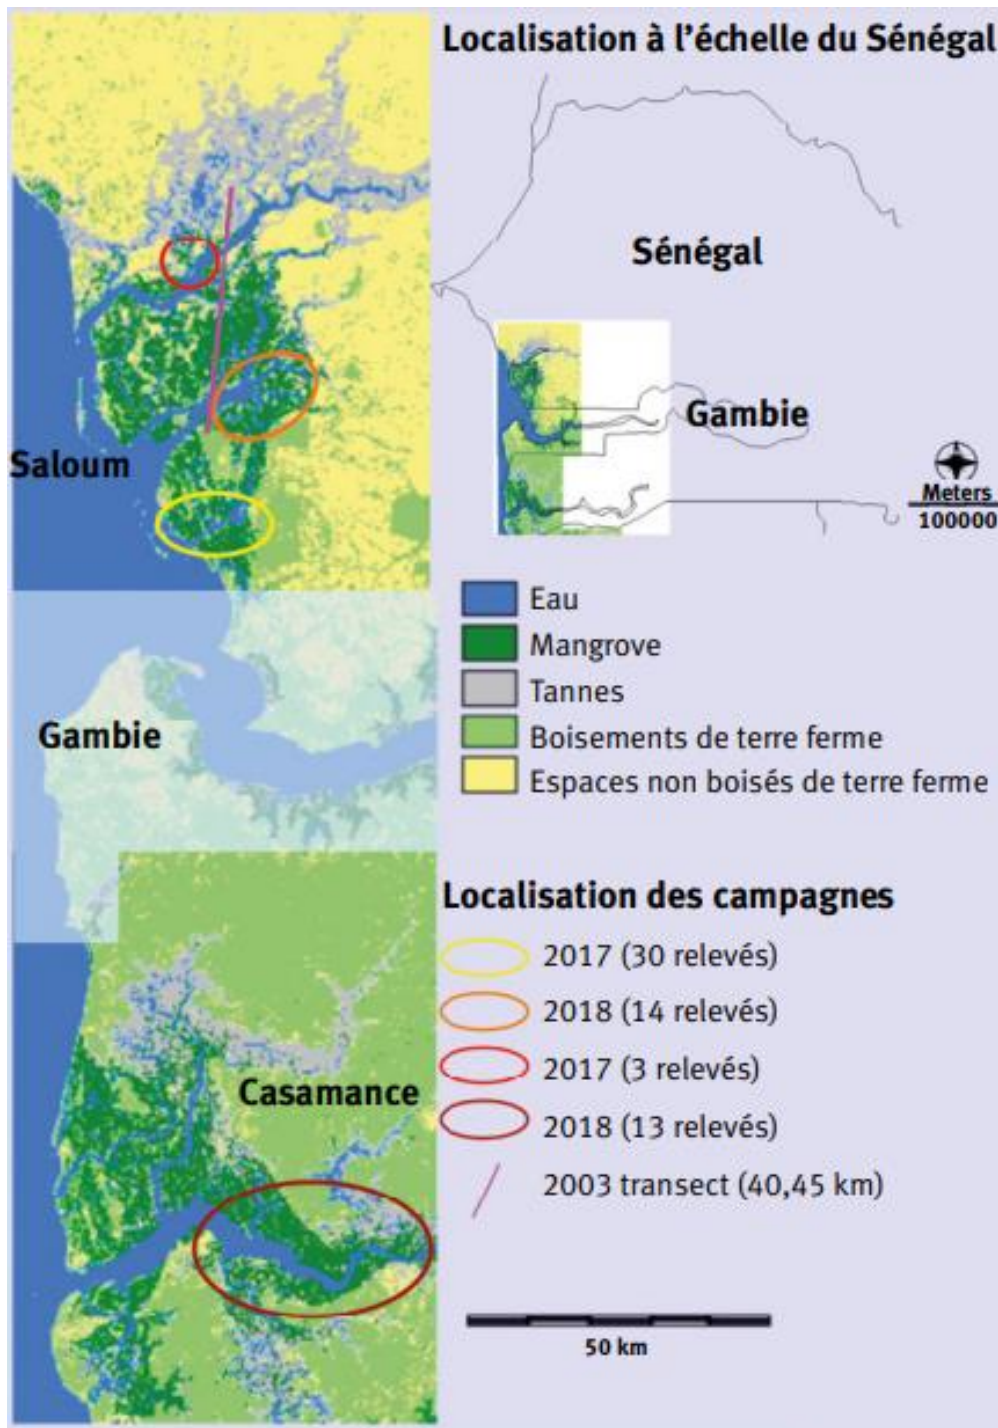 Localisation à l'échelle du Sénégal
Sénégal
Gambie
Meters
100000
Saloum
Eau
Mangrove
Tannes
Boisements de terre ferme
Espaces non boisés de terre ferme
Gambie
Localisation des campagnes
2017 (30 relevés)
2018 (14 relevés)
2017 (3 relevés)
2018 (13 relevés)
2003 transect (40,45 km)
Casamance
50 km